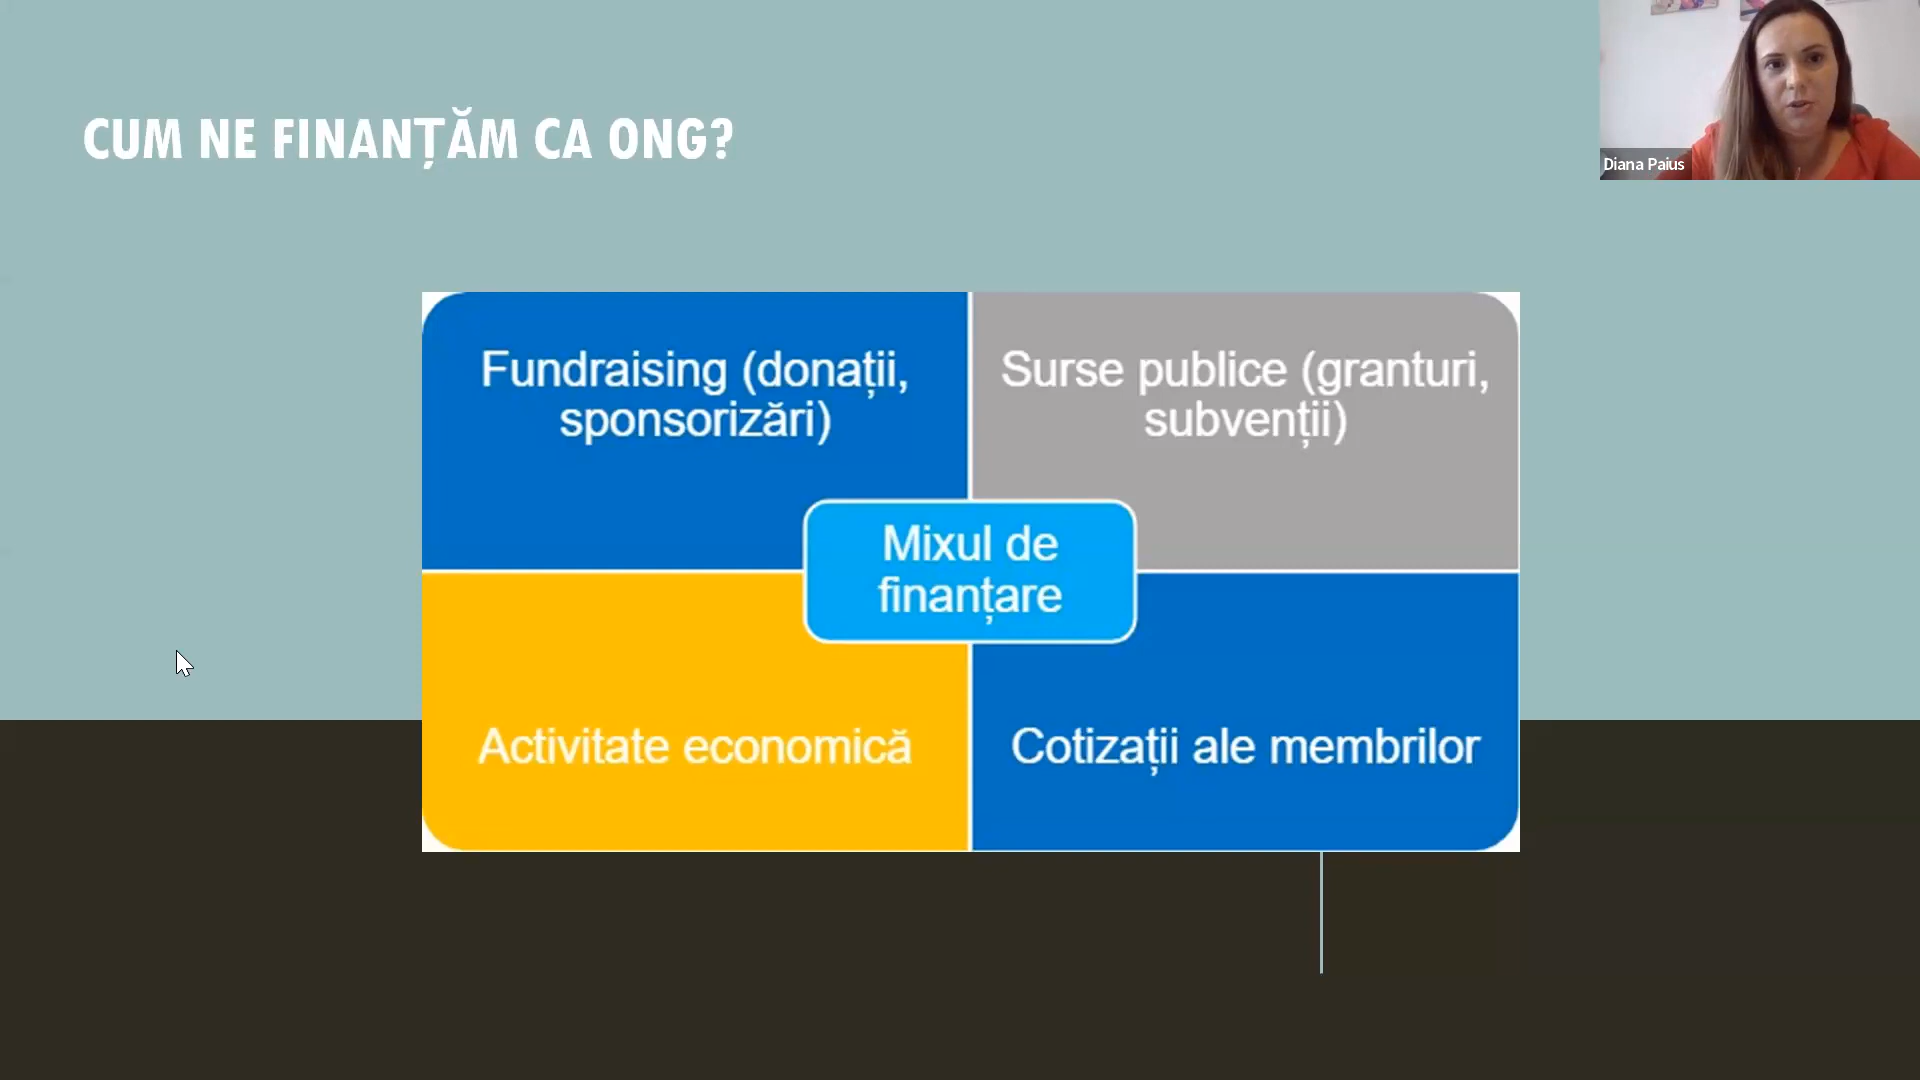 CUM NE FINANȚĂM CA ONG?
Diana Paius
Fundraising (donații,
sponsorizări)
Surse publice (granturi,
subvenții)
Mixul de
finanțare
Activitate economică
Cotizații ale membrilor